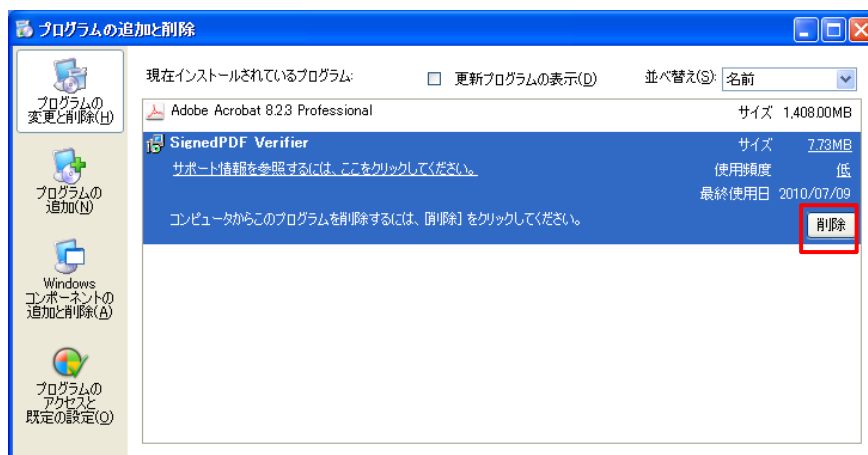 プログラムの追加と削除
現在インストールされているプログラム:
更新プログラムの表示(D)
並べ替え(S):
名前
プログラムの
変更と削除(H)
プログラムの
追加(N)
Windows
コンポーネントの
追加と削除(A)
プログラムの
アクセスと
既定の設定(O)
Adobe Acrobat 8.2.3 Professional
サイズ 1,408.00MB
SignedPDF Verifier
サイズ 7.73MB
サポート情報を参照するには、ここをクリックしてください。
使用頻度 低
最終使用日 2010/07/09
コンピュータからこのプログラムを削除するには、[削除] をクリックしてください。
削除